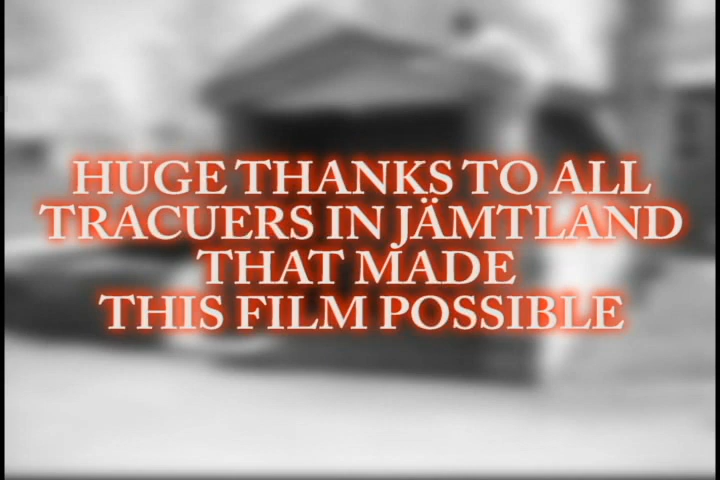 HUGE THANKS TO ALL
TRACUERS IN JÄMTLAND
THAT MADE
THIS FILM POSSIBLE